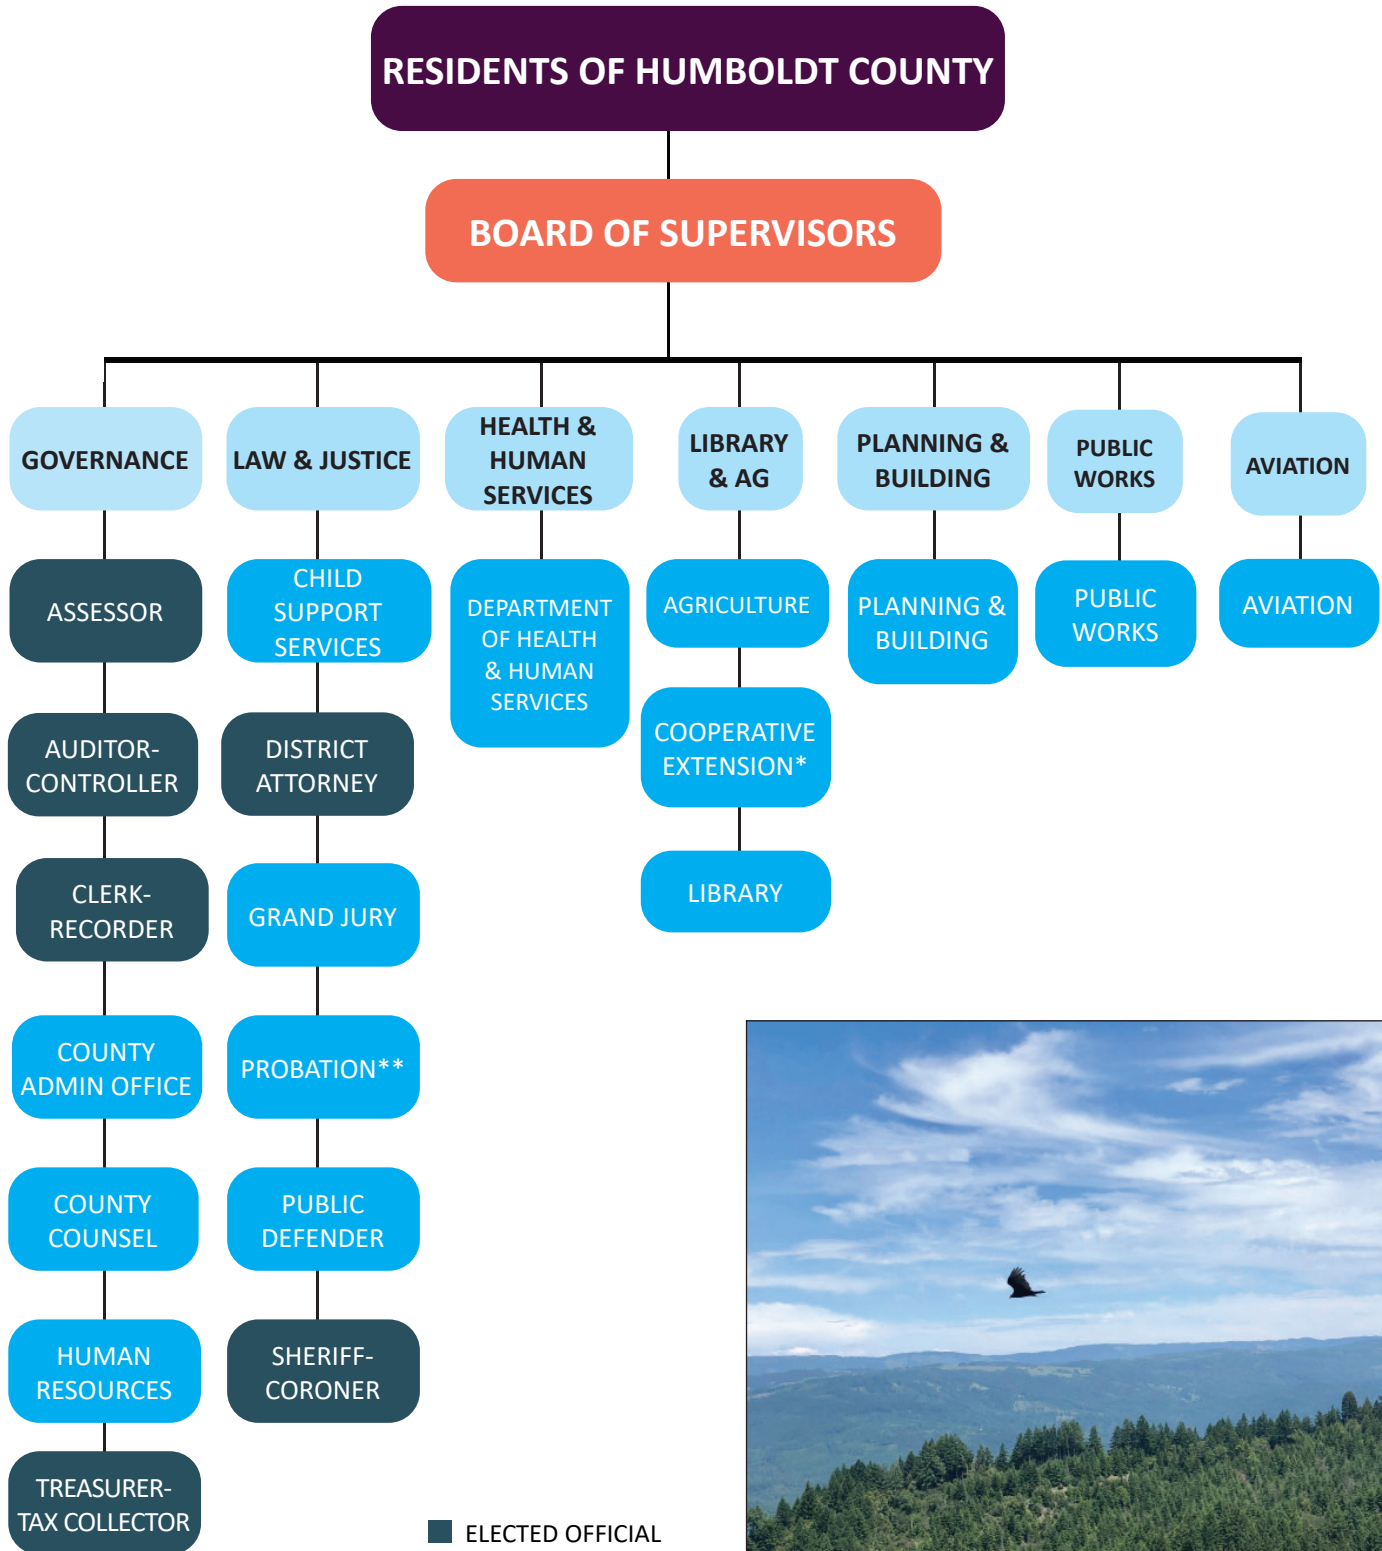 RESIDENTS OF HUMBOLDT COUNTY
BOARD OF SUPERVISORS
GOVERNANCE
LAW & JUSTICE
HEALTH &
HUMAN
SERVICES
LIBRARY
& AG
PLANNING &
BUILDING
PUBLIC
WORKS
AVIATION
ASSESSOR
AUDITOR-
CONTROLLER
CLERK-
RECORDER
COUNTY
ADMIN OFFICE
COUNTY
COUNSEL
HUMAN
RESOURCES
TREASURER-
TAX COLLECTOR
CHILD
SUPPORT
SERVICES
DISTRICT
ATTORNEY
GRAND JURY
PROBATION**
PUBLIC
DEFENDER
SHERIFF-
CORONER
DEPARTMENT
OF HEALTH
& HUMAN
SERVICES
AGRICULTURE
COOPERATIVE
EXTENSION*
LIBRARY
PLANNING &
BUILDING
PUBLIC
WORKS
AVIATION
ELECTED OFFICIAL